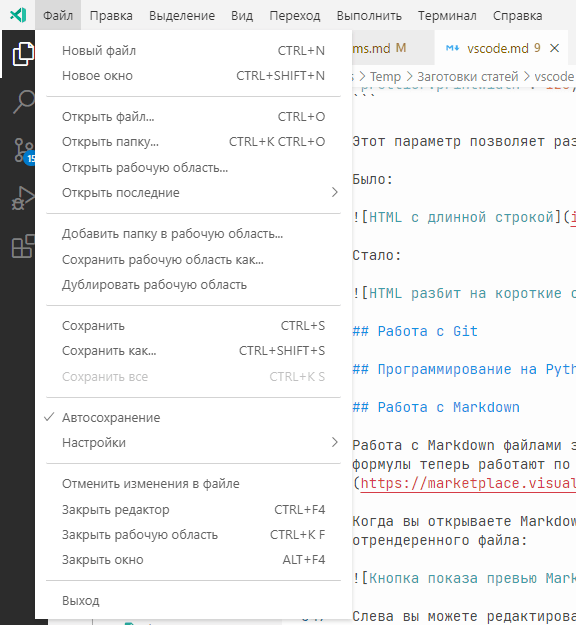 Файл Правка Выделение Вид Переход Выполнить Терминал Справка
ms.md M vscode.md 9
Temp > Заготовки статей > vscode
Новый файл CTRL+N
Новое окно CTRL+SHIFT+N
Открыть файл... CTRL+O
Открыть папку... CTRL+K CTRL+O
Открыть рабочую область...
Открыть последние
Добавить папку в рабочую область...
Сохранить рабочую область как...
Дублировать рабочую область
Сохранить CTRL+S
Сохранить как... CTRL+SHIFT+S
Сохранить все CTRL+K S
Автосохранение
Настройки
Отменить изменения в файле
Закрыть редактор CTRL+F4
Закрыть рабочую область CTRL+K F
Закрыть окно ALT+F4
Выход
15
```
Этот параметр позволяет раз
Было:
![HTML с длинной строкой](i
Стало:
![HTML разбит на короткие с
## Работа с Git
## Программирование на Pyth
## Работа с Markdown
Работа с Markdown файлами з
формулы теперь работают по
(https://marketplace.visual
Когда вы открываете Markdow
отрендеренного файла:
![Кнопка показа превью Mark
Слева вы можете редактирова